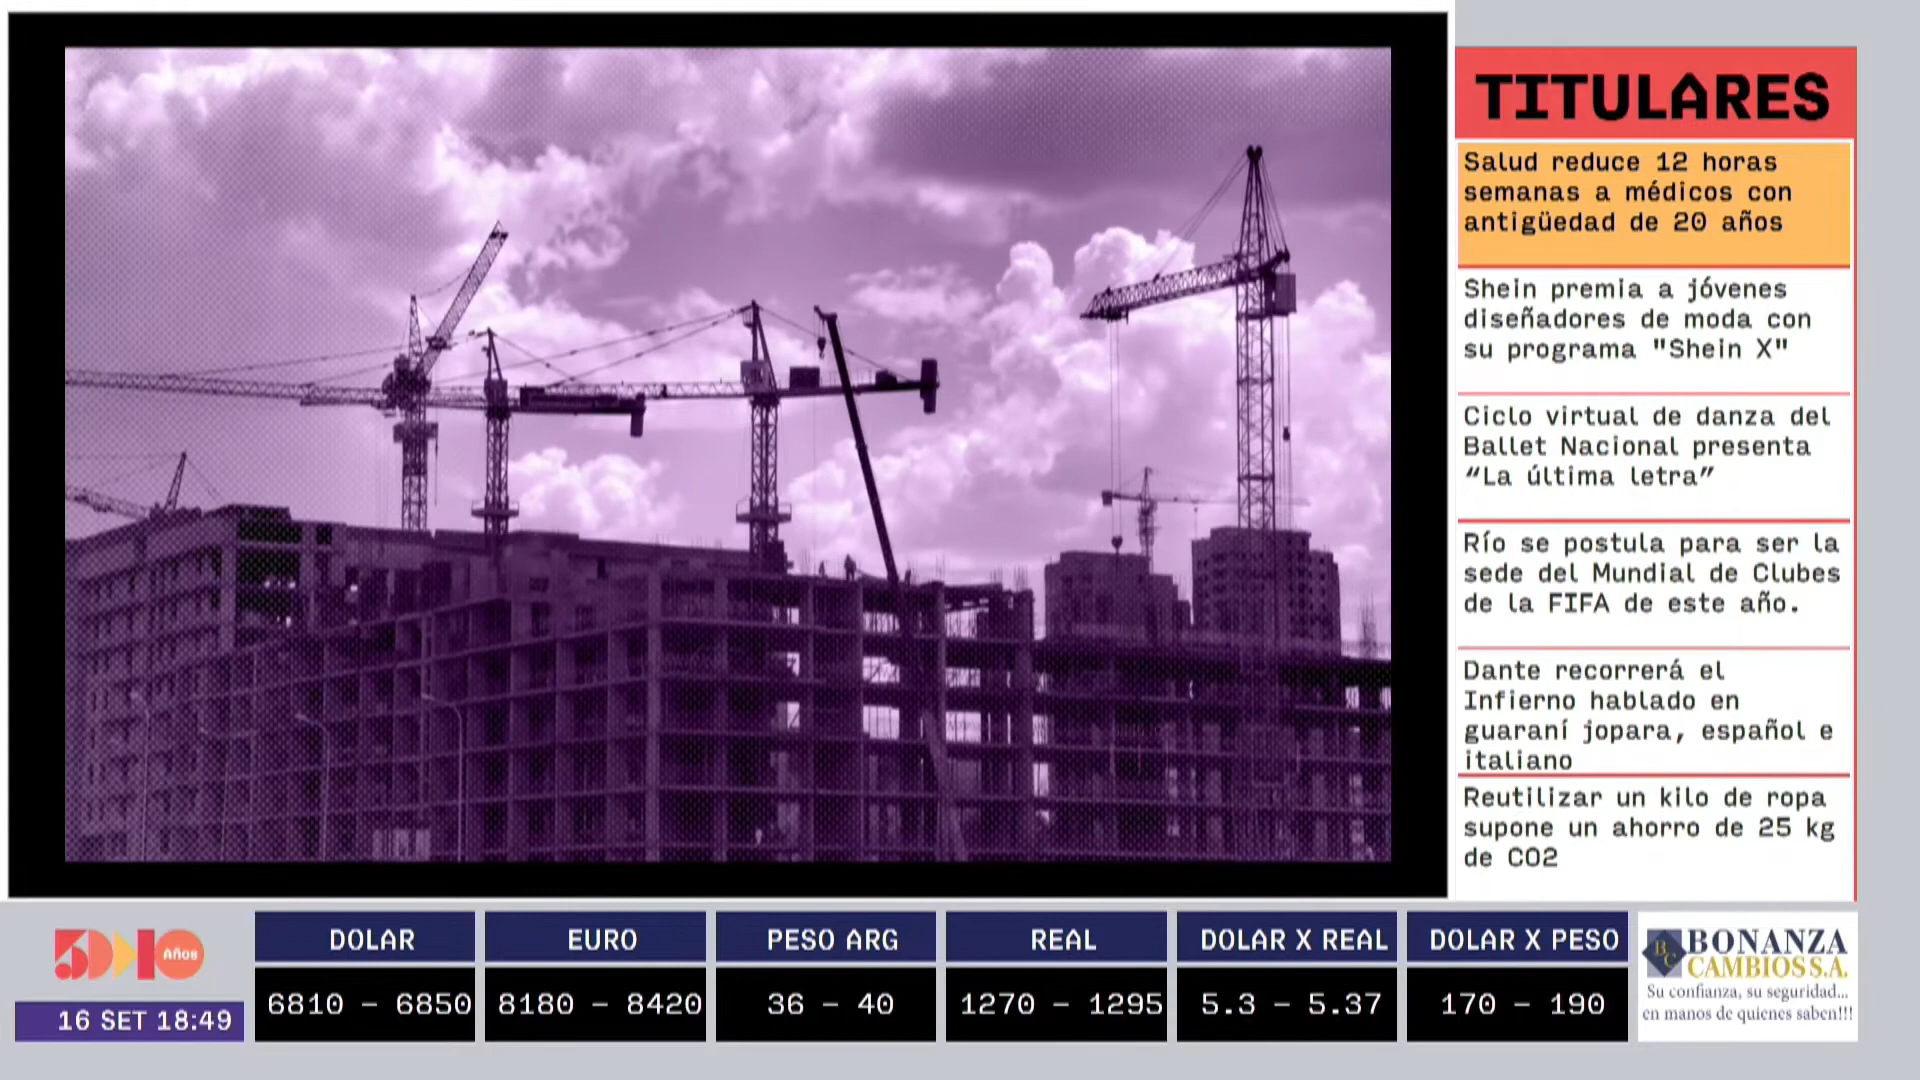 TITULARES
Salud reduce 12 horas
semanas a médicos con
antigüedad de 20 años
Shein premia a jóvenes
diseñadores de moda con
su programa "Shein X"
Ciclo virtual de danza del
Ballet Nacional presenta
“La última letra”
Río se postula para ser la
sede del Mundial de Clubes
de la FIFA de este año.
Dante recorrerá el
Infierno hablado en
guaraní jopara, español e
italiano
Reutilizar un kilo de ropa
supone un ahorro de 25 kg
de CO2
Años
16 SET 18:49
DOLAR
6810 – 6850
EURO
8180 – 8420
PESO ARG
36 – 40
REAL
1270 – 1295
DOLAR X REAL
5.3 – 5.37
DOLAR X PESO
170 – 190
BC
BONANZA
CAMBIOS S.A.
Su confianza, su seguridad...
en manos de quienes saben!!!